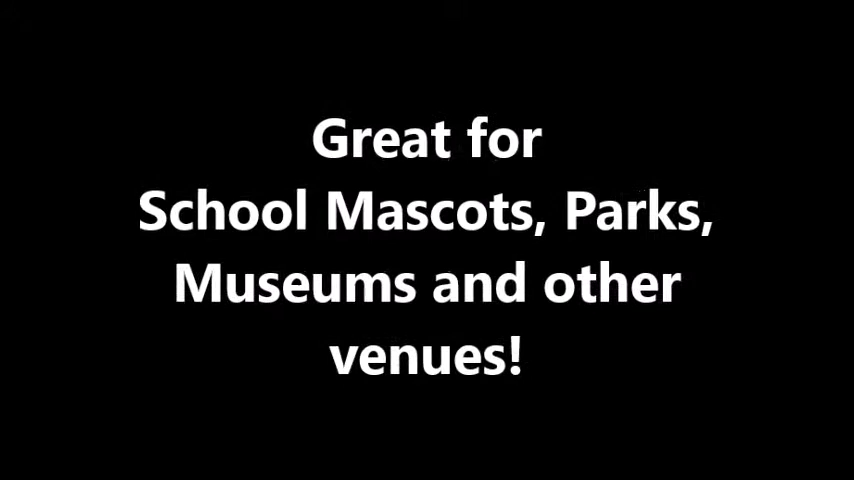 Great for
School Mascots, Parks,
Museums and other
venues!